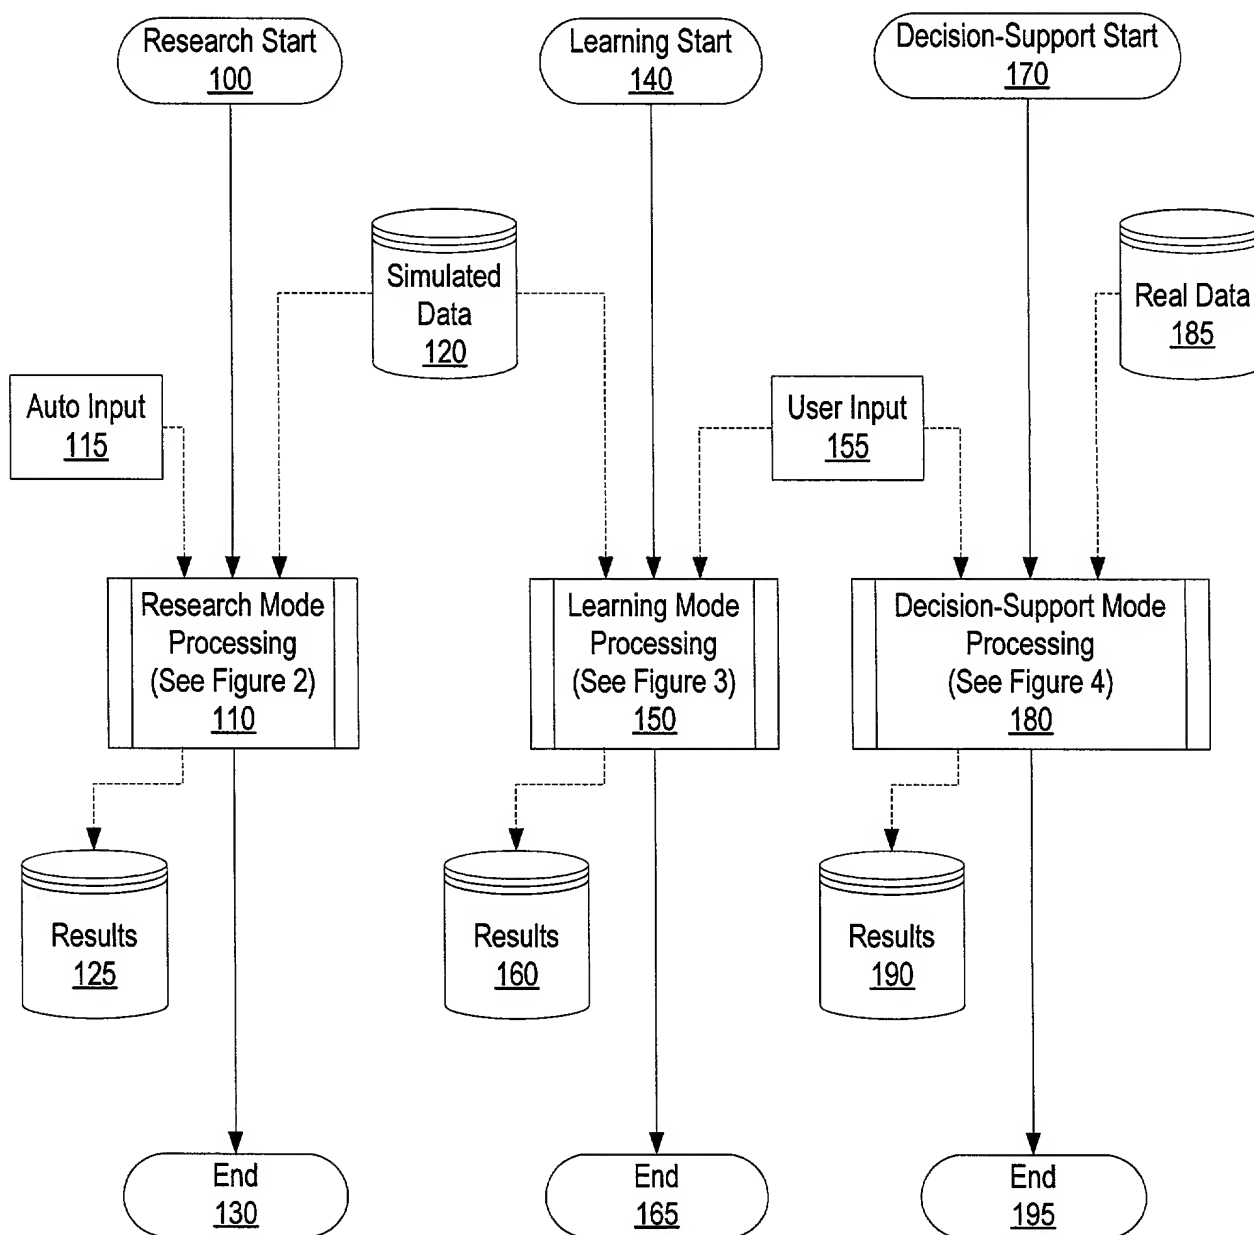 Research Start
100
Learning Start
140
Decision-Support Start
170
Simulated
Data
120
Real Data
185
Auto Input
115
User Input
155
Research Mode
Processing
(See Figure 2)
110
Learning Mode
Processing
(See Figure 3)
150
Decision-Support Mode
Processing
(See Figure 4)
180
Results
125
Results
160
Results
190
End
130
End
165
End
195